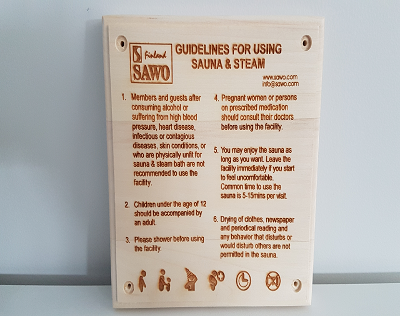 Finland
SAWO
GUIDELINES FOR USING
SAUNA & STEAM
www.sawo.com
info@sawo.com
1. Members and guests after
consuming alcohol or
suffering from high blood
pressure, heart disease,
infectious or contagious
diseases, skin conditions, or
who are physically unfit for
sauna & steam bath are not
recommended to use the
facility.
2. Children under the age of 12
should be accompanied by
an adult.
3. Please shower before using
the facility.
4. Pregnant women or persons
on prescribed medication
should consult their doctors
before using the facility.
5. You may enjoy the sauna as
long as you want. Leave the
facility immediately if you start
to feel uncomfortable.
Common time to use the
sauna is 5-15mins per visit.
6. Drying of clothes, newspaper
and periodical reading and
any behavior that disturbs or
would disturb others are not
permitted in the sauna.